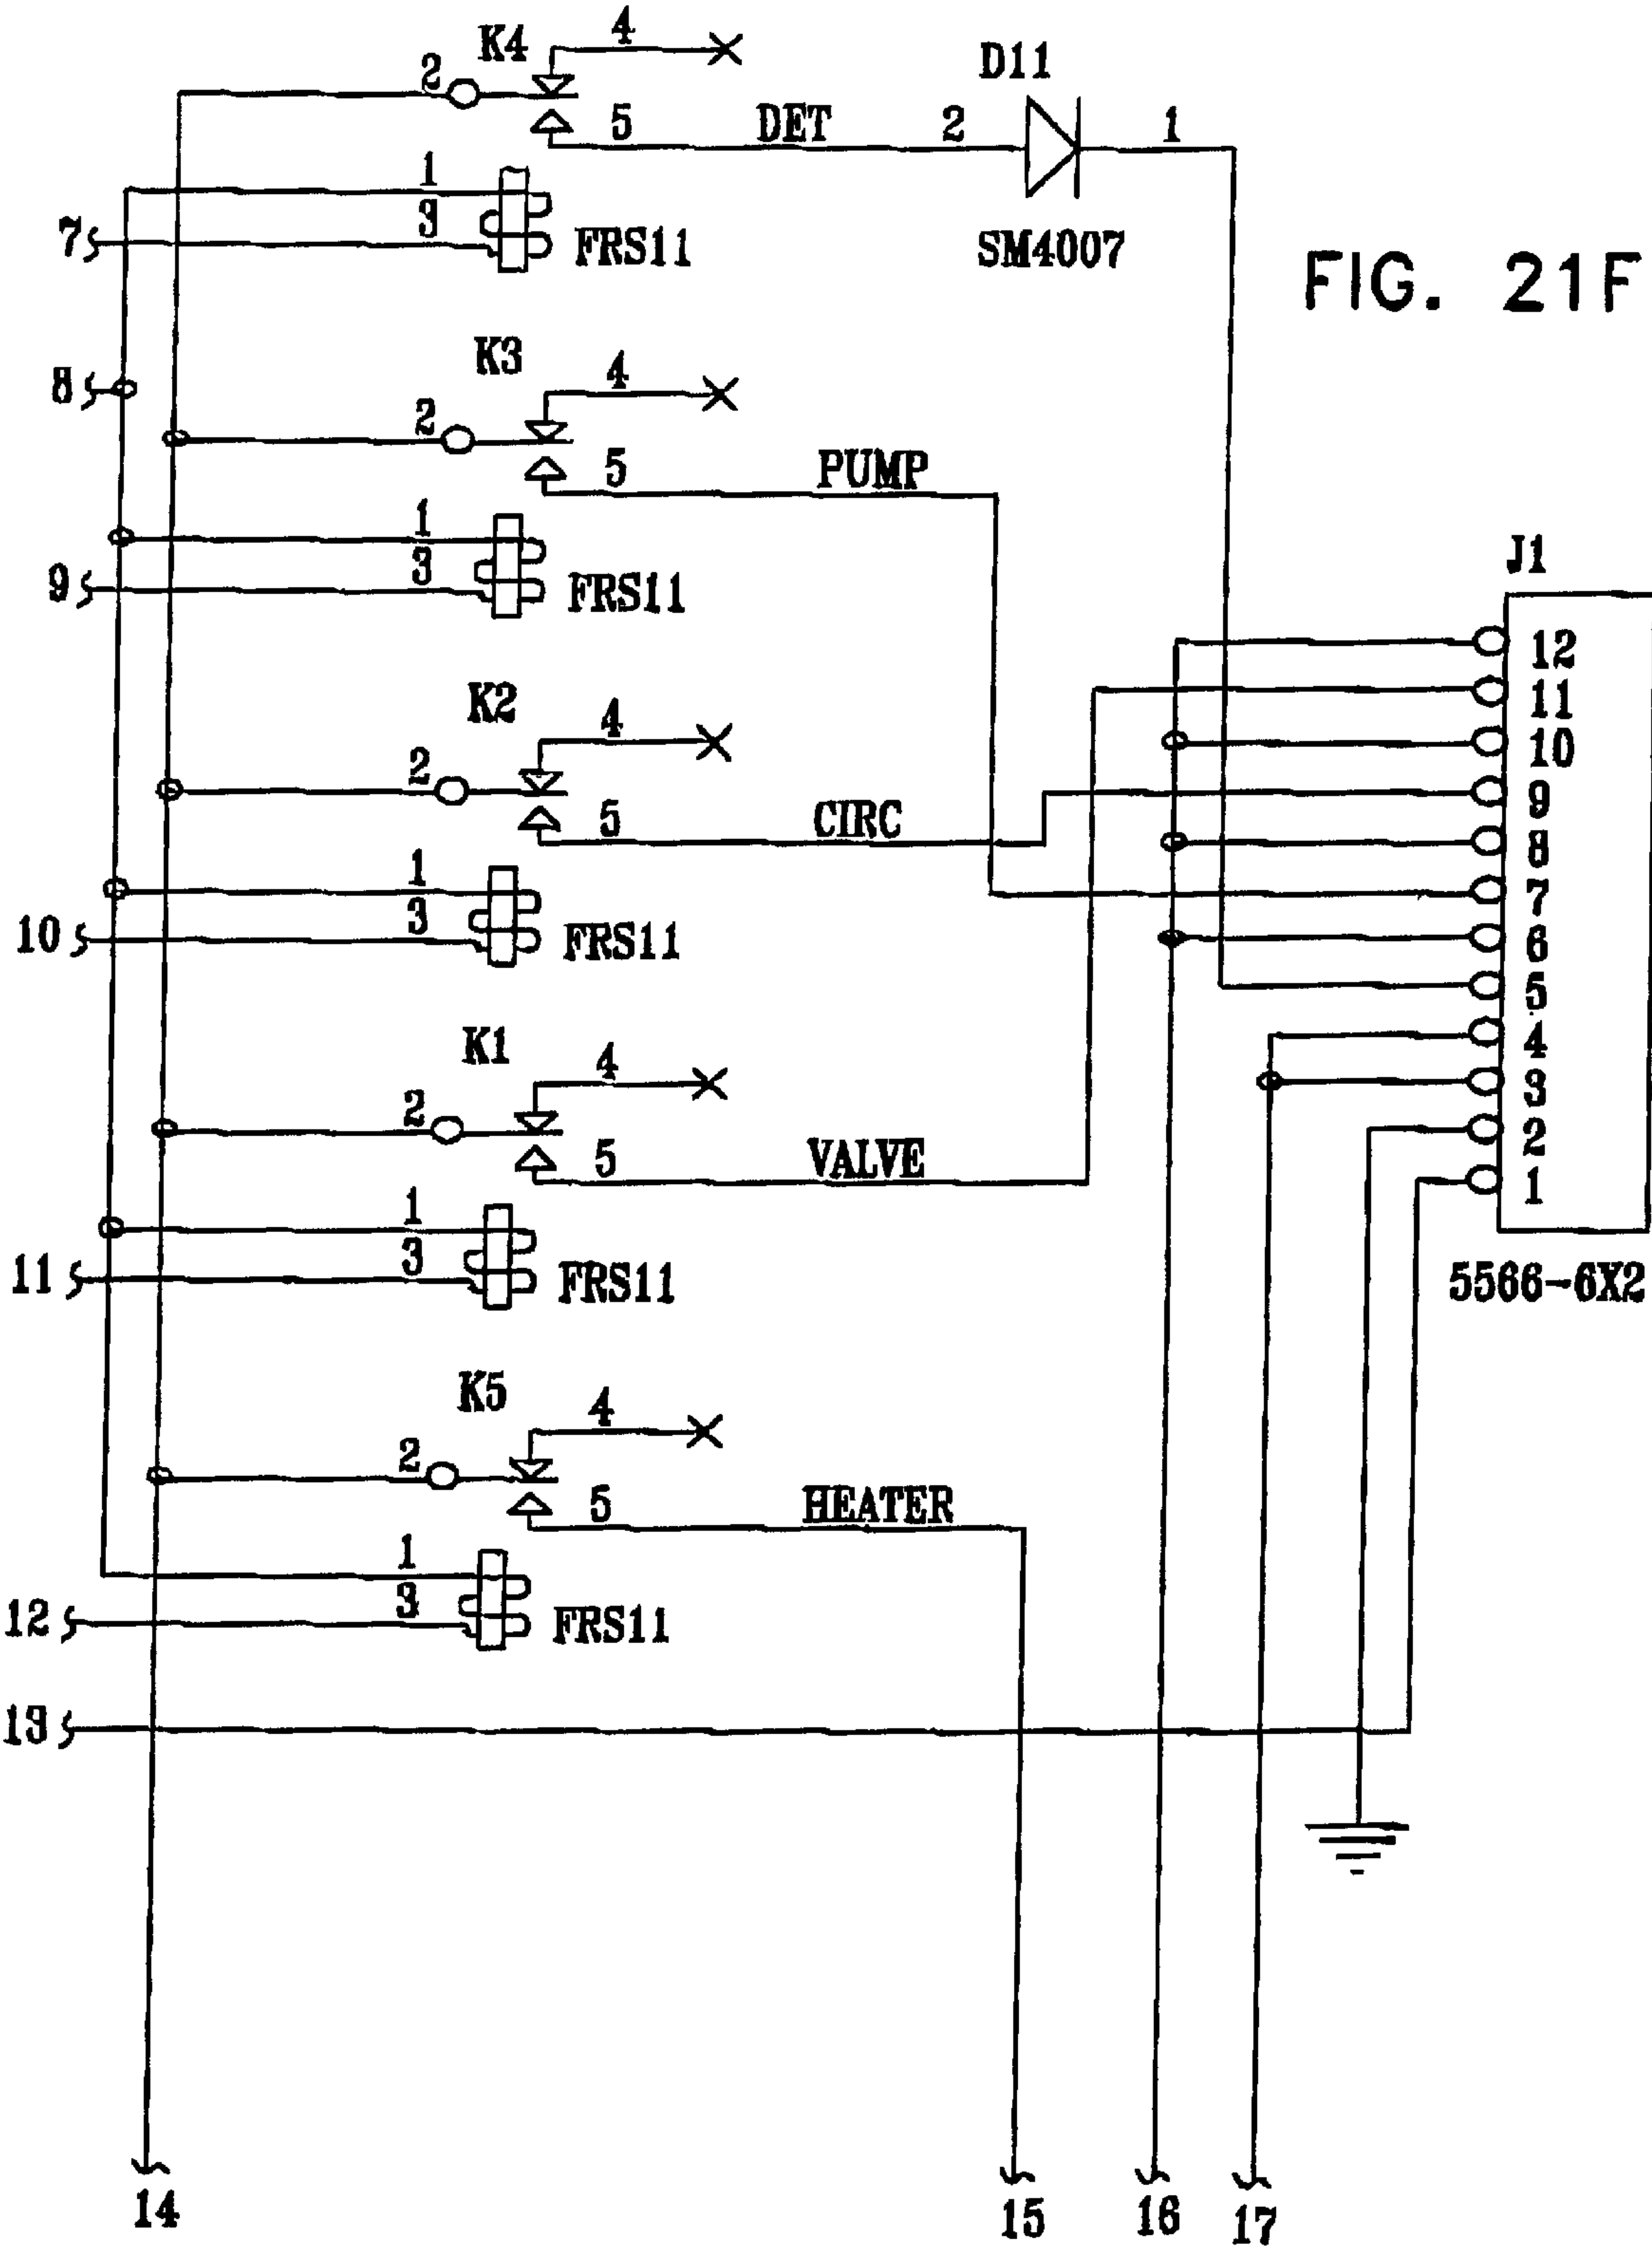 K4
4
2
D11
5 DET 2 1
1
3
7
FRS11
SM4007
FIG. 21F
K3
4
8
2
5 PUMP
1
3
9
FRS11
J1
12
11
10
9
8
7
6
5
4
3
2
1
5566-6X2
K2
4
2
5 CIRC
1
3
10
FRS11
K1
4
2
5 VALVE
1
3
11
FRS11
K5
4
2
5 HEATER
1
3
12
FRS11
13
14
15
16
17